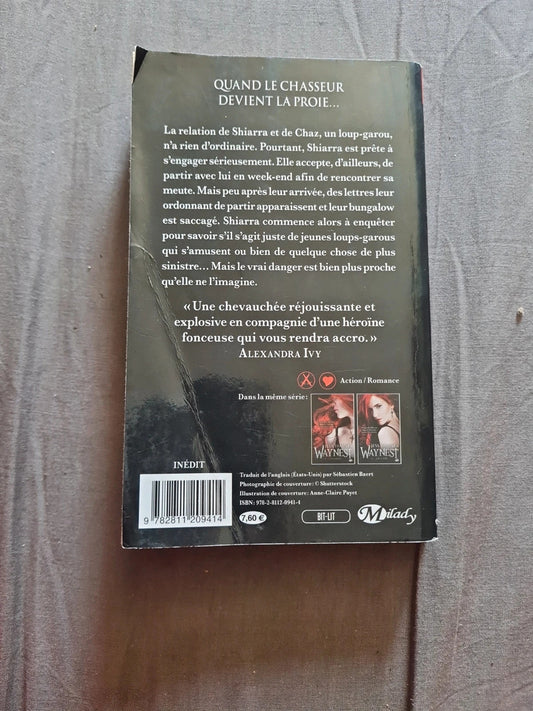 QUAND LE CHASSEUR
DEVIENT LA PROIE…
La relation de Shiarra et de Chaz, un loup-garou,
n'a rien d'ordinaire. Pourtant, Shiarra est prête à
s'engager sérieusement. Elle accepte, d'ailleurs, de
partir avec lui en week-end afin de rencontrer sa
meute. Mais peu après leur arrivée, des lettres leur
ordonnant de partir apparaissent et leur bungalow
est saccagé. Shiarra commence alors à enquêter
pour savoir s'il s'agit juste de jeunes loups-garous
qui s'amusent ou bien de quelque chose de plus
sinistre… Mais le vrai danger est bien plus proche
qu'elle ne l'imagine.
« Une chevauchée réjouissante et
explosive en compagnie d'une héroïne
fonceuse qui vous rendra accro. »
ALEXANDRA IVY
Action / Romance
Dans la même série :
WAYNEST
WAYNEST
INÉDIT
Traduit de l'anglais (États-Unis) par Sébastien Baert
Photographie de couverture : © Shutterstock
Illustration de couverture : Anne-Claire Payet
ISBN : 978-2-8112-0941-4
9 782811 209414
7,60 €
BIT-LIT
Milady